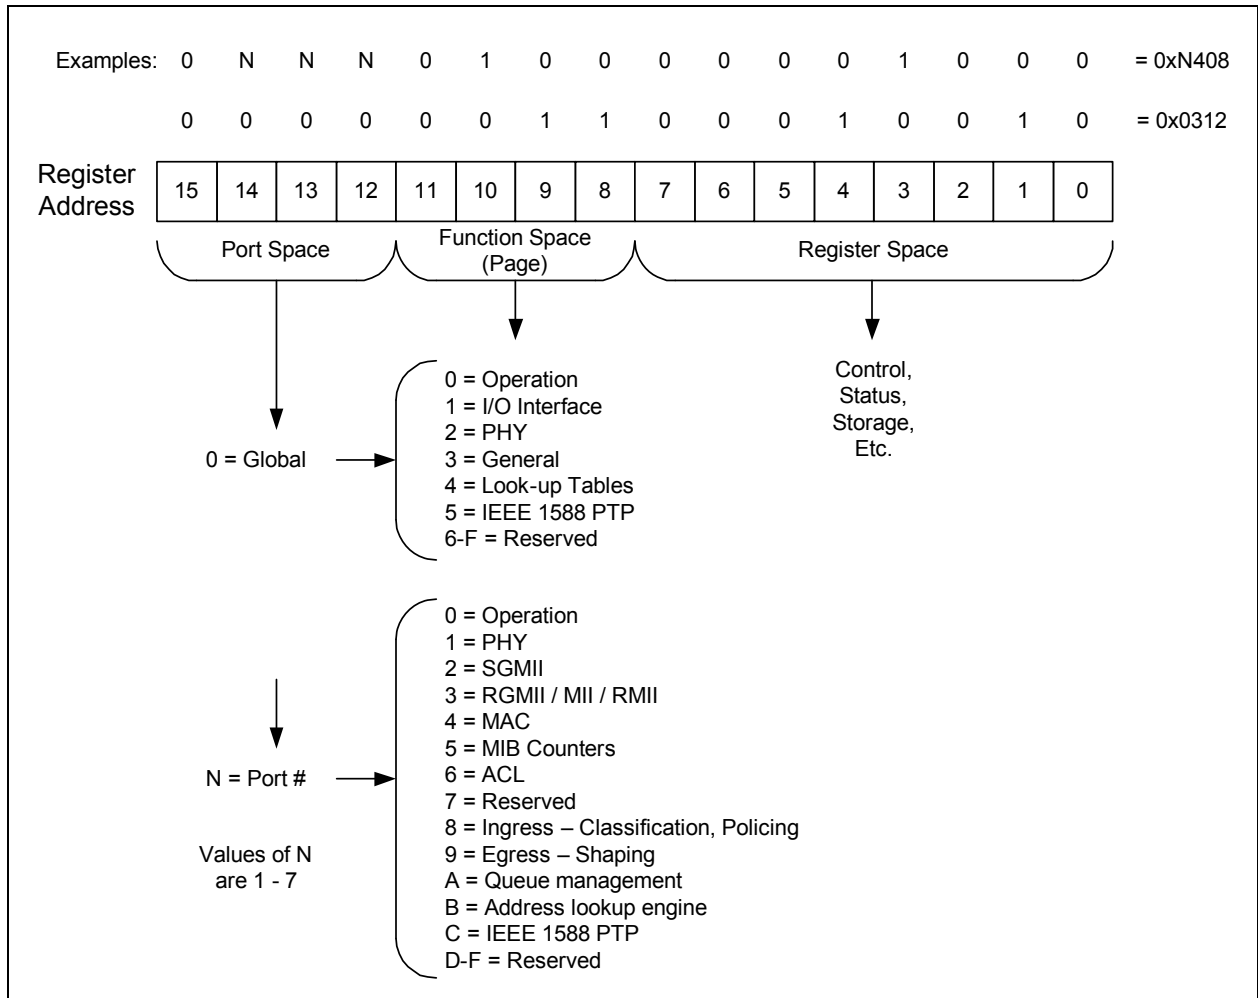 Examples: 0 N N N 0 1 0 0 0 0 0 0 1 0 0 0 = 0xN408
0 0 0 0 0 0 1 1 0 0 0 1 0 0 1 0 = 0x0312
Register
Address
15 14 13 12 11 10 9 8 7 6 5 4 3 2 1 0
Port Space
Function Space
(Page)
Register Space
0 = Global
0 = Operation
1 = I/O Interface
2 = PHY
3 = General
4 = Look-up Tables
5 = IEEE 1588 PTP
6-F = Reserved
Control,
Status,
Storage,
Etc.
N = Port #
Values of N
are 1 - 7
0 = Operation
1 = PHY
2 = SGMII
3 = RGMII / MII / RMII
4 = MAC
5 = MIB Counters
6 = ACL
7 = Reserved
8 = Ingress – Classification, Policing
9 = Egress – Shaping
A = Queue management
B = Address lookup engine
C = IEEE 1588 PTP
D-F = Reserved